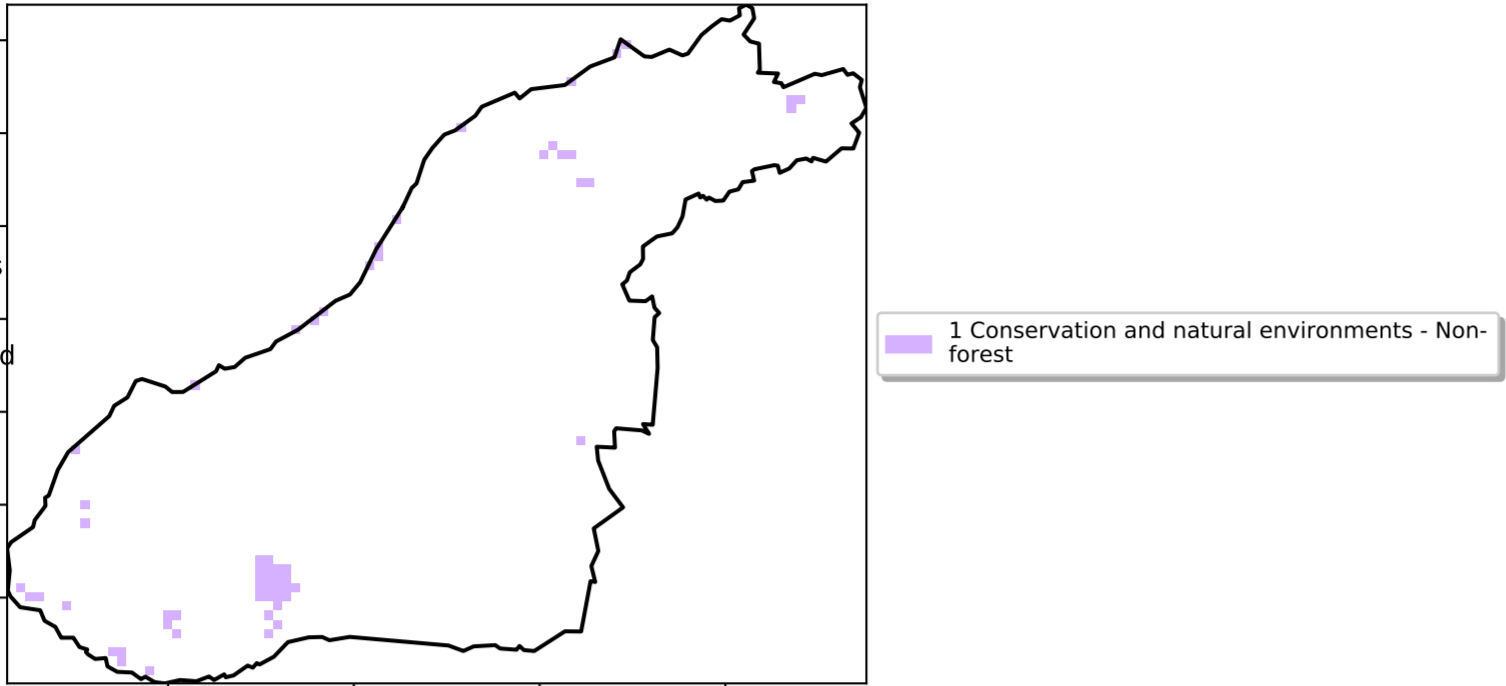 s
d
1 Conservation and natural environments - Non-
forest